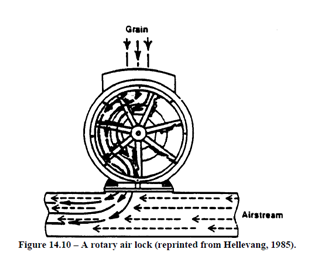 Grain
Airstream
Figure 14.10 – A rotary air lock (reprinted from Hellevang, 1985).